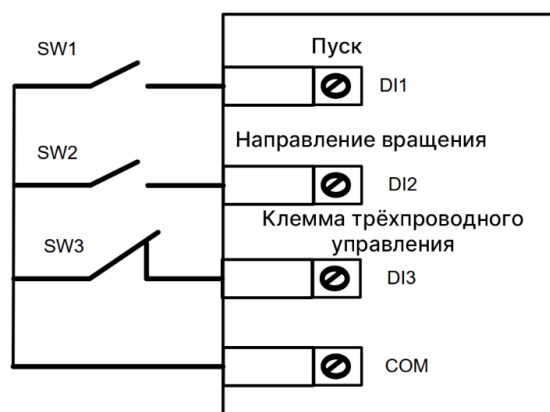 Пуск
SW1
DI1
Направление вращения
SW2
DI2
Клемма трёхпроводного
управления
SW3
DI3
COM